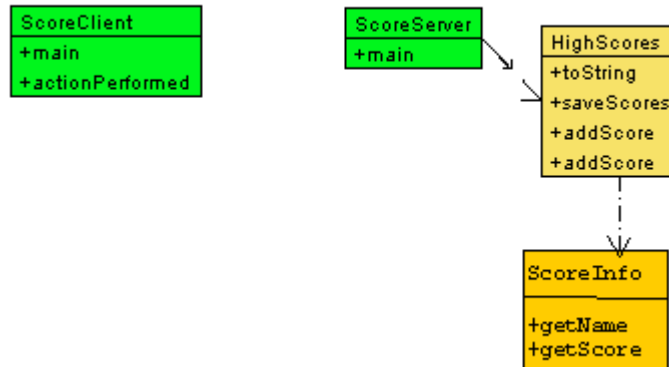 ScoreClient
+main
+actionPerformed
ScoreServer
+main
HighScores
+toString
+saveScores
+addScore
+addScore
ScoreInfo
+getName
+getScore